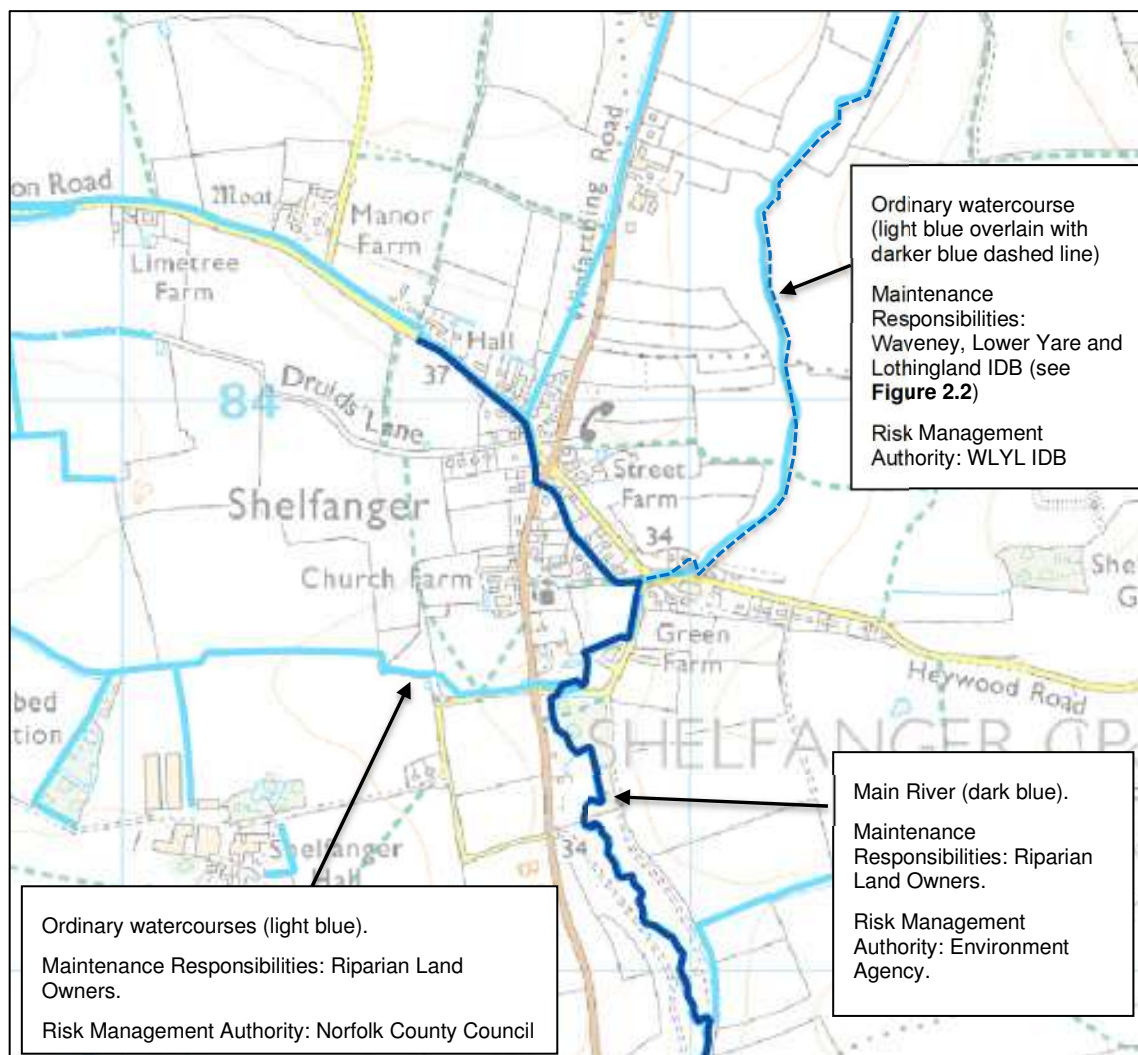 on Road
Moat
Manor
Farm
Limetree
Farm
Winfarthing Road
Hall
37
Druids' Lane
84
Street
Farm
Shelfanger
34
Church Farm
Green
Farm
Heywood Road
She
G
bed
tion
SHELFANGER CP
Shelfanger
Hall
34
Ordinary watercourse
(light blue overlain with
darker blue dashed line)
Maintenance
Responsibilities:
Waveney, Lower Yare and
Lothingland IDB (see
Figure 2.2)
Risk Management
Authority: WLYL IDB
Main River (dark blue).
Maintenance
Responsibilities: Riparian
Land Owners.
Risk Management
Authority: Environment
Agency.
Ordinary watercourses (light blue).
Maintenance Responsibilities: Riparian Land
Owners.
Risk Management Authority: Norfolk County Council